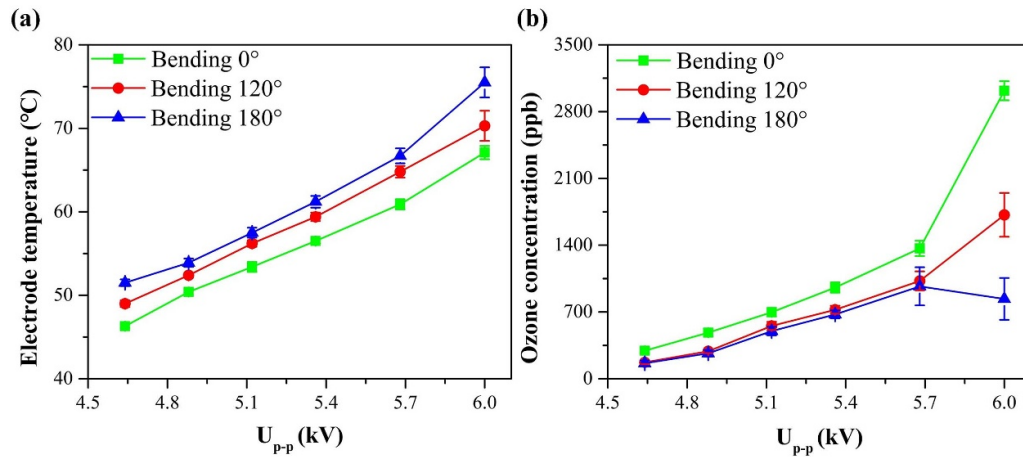 (a)
80
70
60
50
40
Electrode temperature (°C)
Bending 0°
Bending 120°
Bending 180°
4.5 4.8 5.1 5.4 5.7 6.0
U_p-p (kV)
(b)
3500
2800
2100
1400
700
0
Ozone concentration (ppb)
Bending 0°
Bending 120°
Bending 180°
4.5 4.8 5.1 5.4 5.7 6.0
U_p-p (kV)